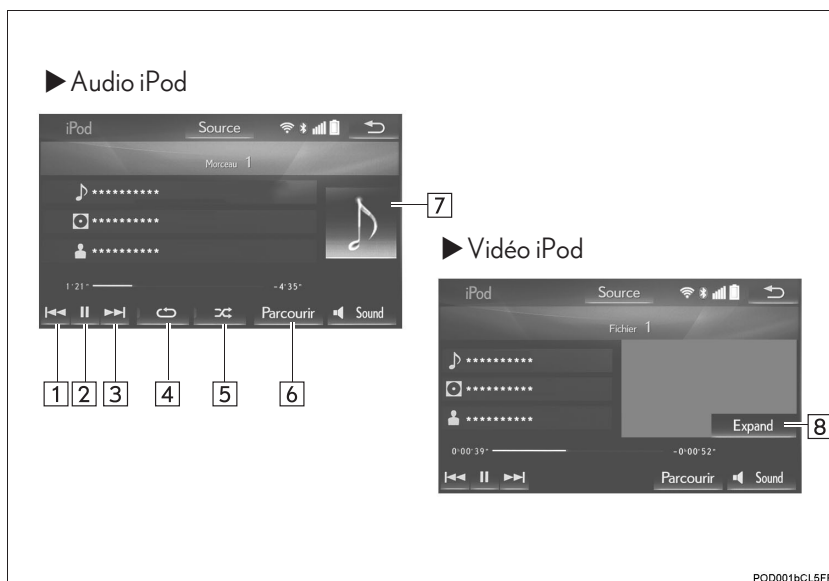 ▶ Audio iPod
iPod Source
Morceau 1
**********
**********
**********
1'21" -4'35"
Parcourir Sound
1 2 3 4 5 6
7
▶ Vidéo iPod
iPod Source
Fichier 1
**********
**********
**********
Expand
8
0:00'39" -0:00'52"
Parcourir Sound